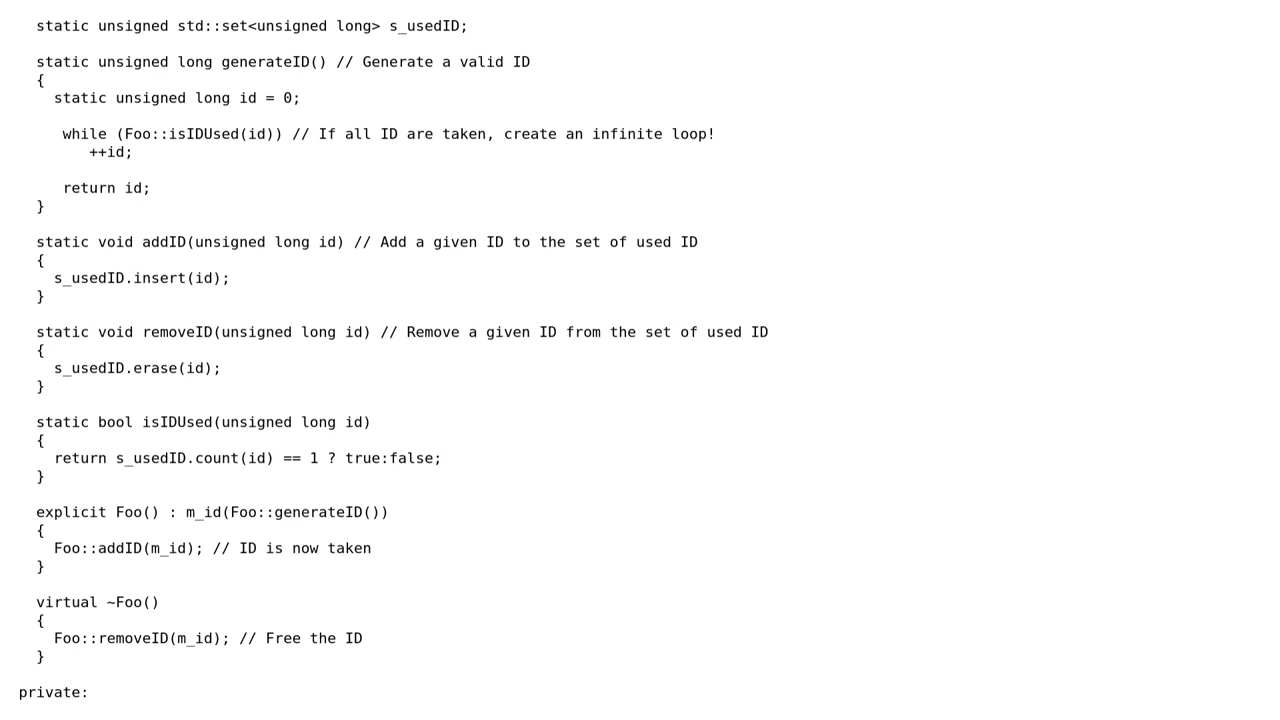 static unsigned std::set<unsigned long> s_usedID;
static unsigned long generateID() // Generate a valid ID
{
static unsigned long id = 0;
while (Foo::isIDUsed(id)) // If all ID are taken, create an infinite loop!
++id;
return id;
}
static void addID(unsigned long id) // Add a given ID to the set of used ID
{
s_usedID.insert(id);
}
static void removeID(unsigned long id) // Remove a given ID from the set of used ID
{
s_usedID.erase(id);
}
static bool isIDUsed(unsigned long id)
{
return s_usedID.count(id) == 1 ? true:false;
}
explicit Foo() : m_id(Foo::generateID())
{
Foo::addID(m_id); // ID is now taken
}
virtual ~Foo()
{
Foo::removeID(m_id); // Free the ID
}
private: